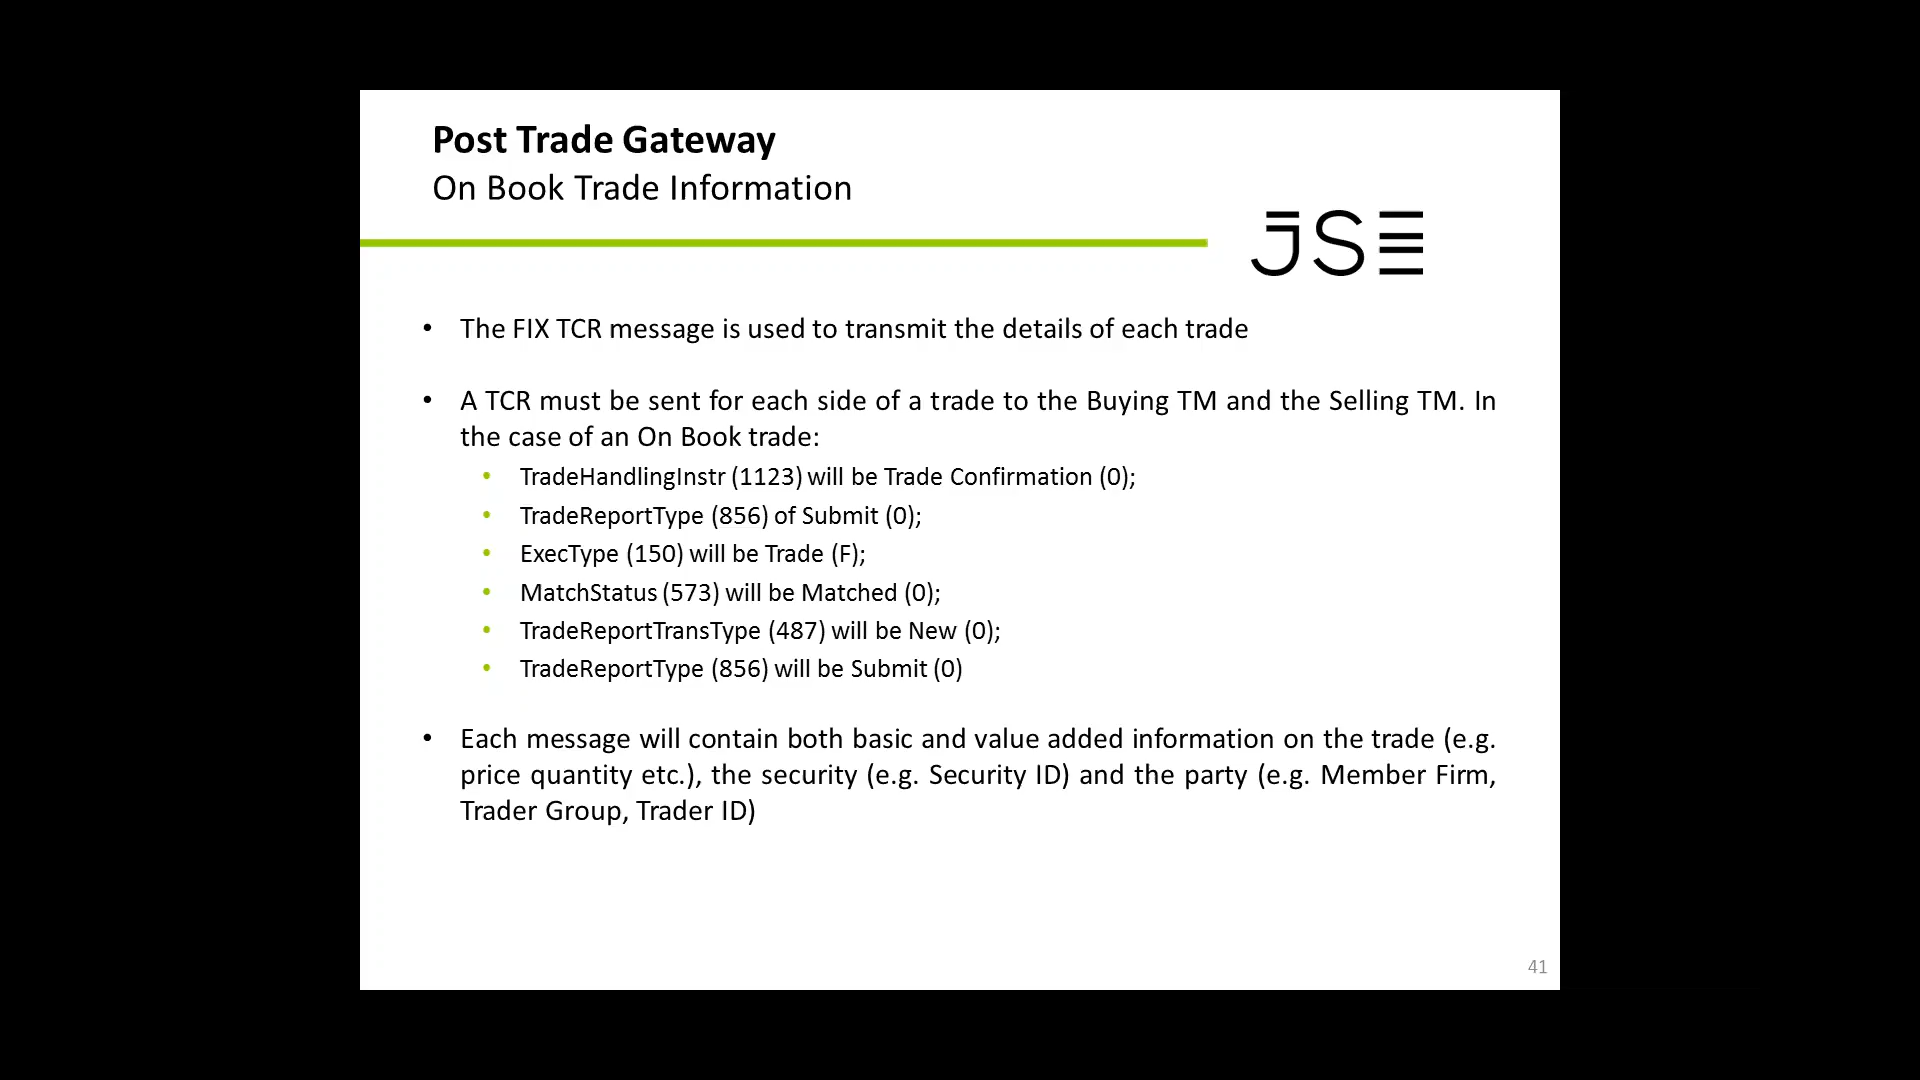 Post Trade Gateway
On Book Trade Information
JSE
• The FIX TCR message is used to transmit the details of each trade
• A TCR must be sent for each side of a trade to the Buying TM and the Selling TM. In
the case of an On Book trade:
• TradeHandlingInstr (1123) will be Trade Confirmation (0);
• TradeReportType (856) of Submit (0);
• ExecType (150) will be Trade (F);
• MatchStatus (573) will be Matched (0);
• TradeReportTransType (487) will be New (0);
• TradeReportType (856) will be Submit (0)
• Each message will contain both basic and value added information on the trade (e.g.
price quantity etc.), the security (e.g. Security ID) and the party (e.g. Member Firm,
Trader Group, Trader ID)
41